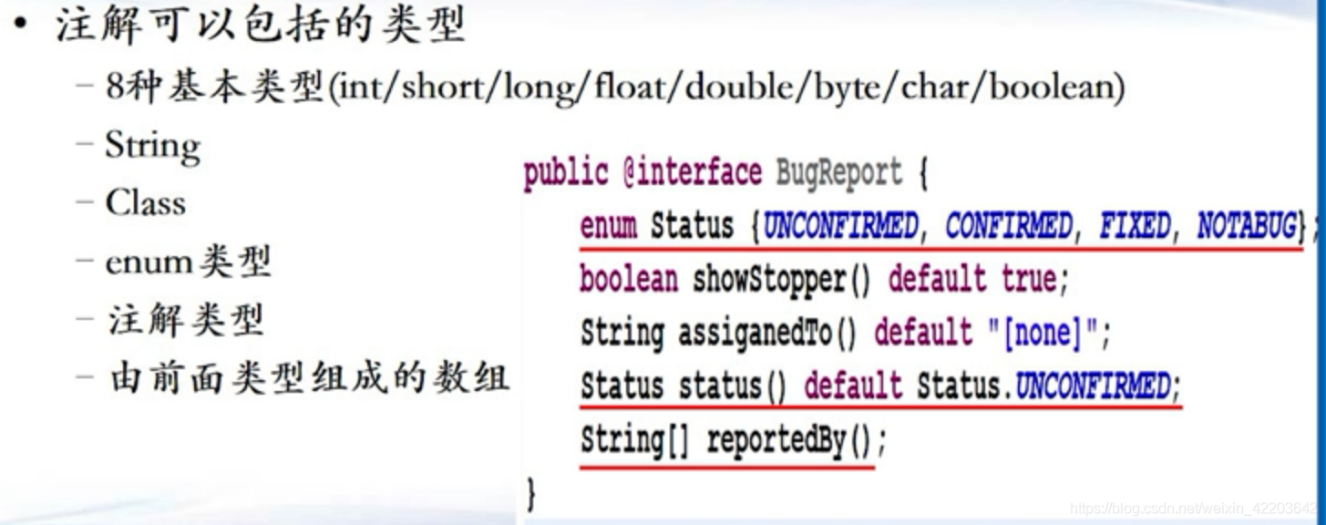 • 注解可以包括的类型
– 8种基本类型(int/short/long/float/double/byte/char/boolean)
– String
– Class
– enum类型
– 注解类型
– 由前面类型组成的数组
public @interface BugReport {
enum Status {UNCONFIRMED, CONFIRMED, FIXED, NOTABUG};
boolean showStopper() default true;
String assiganedTo() default "[none]";
Status status() default Status.UNCONFIRMED;
String[] reportedBy();
}
https://blog.csdn.net/weixin_42203642